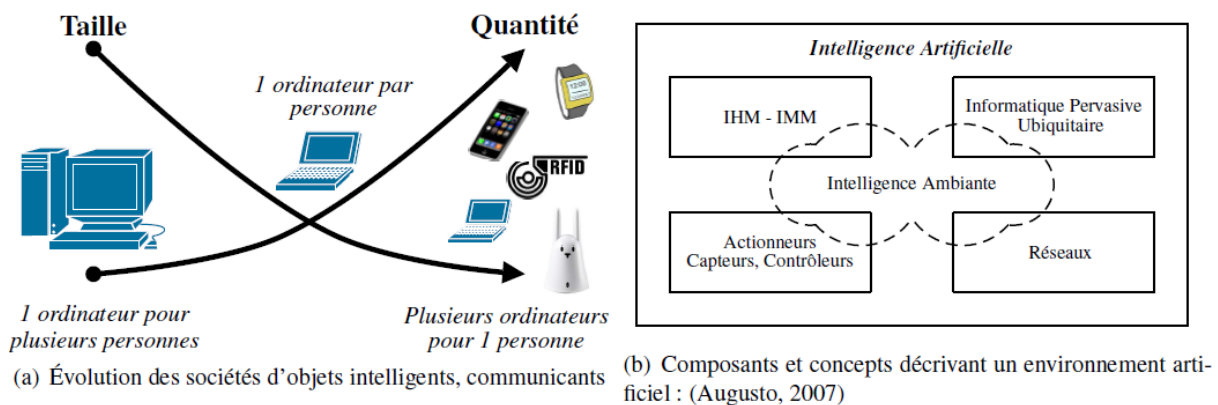 Taille
Quantité
1 ordinateur par
personne
12:00
RFID
1 ordinateur pour
plusieurs personnes
Plusieurs ordinateurs
pour 1 personne
(a) Évolution des sociétés d'objets intelligents, communicants
Intelligence Artificielle
IHM - IMM
Informatique Pervasive
Ubiquitaire
Intelligence Ambiante
Actionneurs
Capteurs, Contrôleurs
Réseaux
(b) Composants et concepts décrivant un environnement arti-
ficiel : (Augusto, 2007)